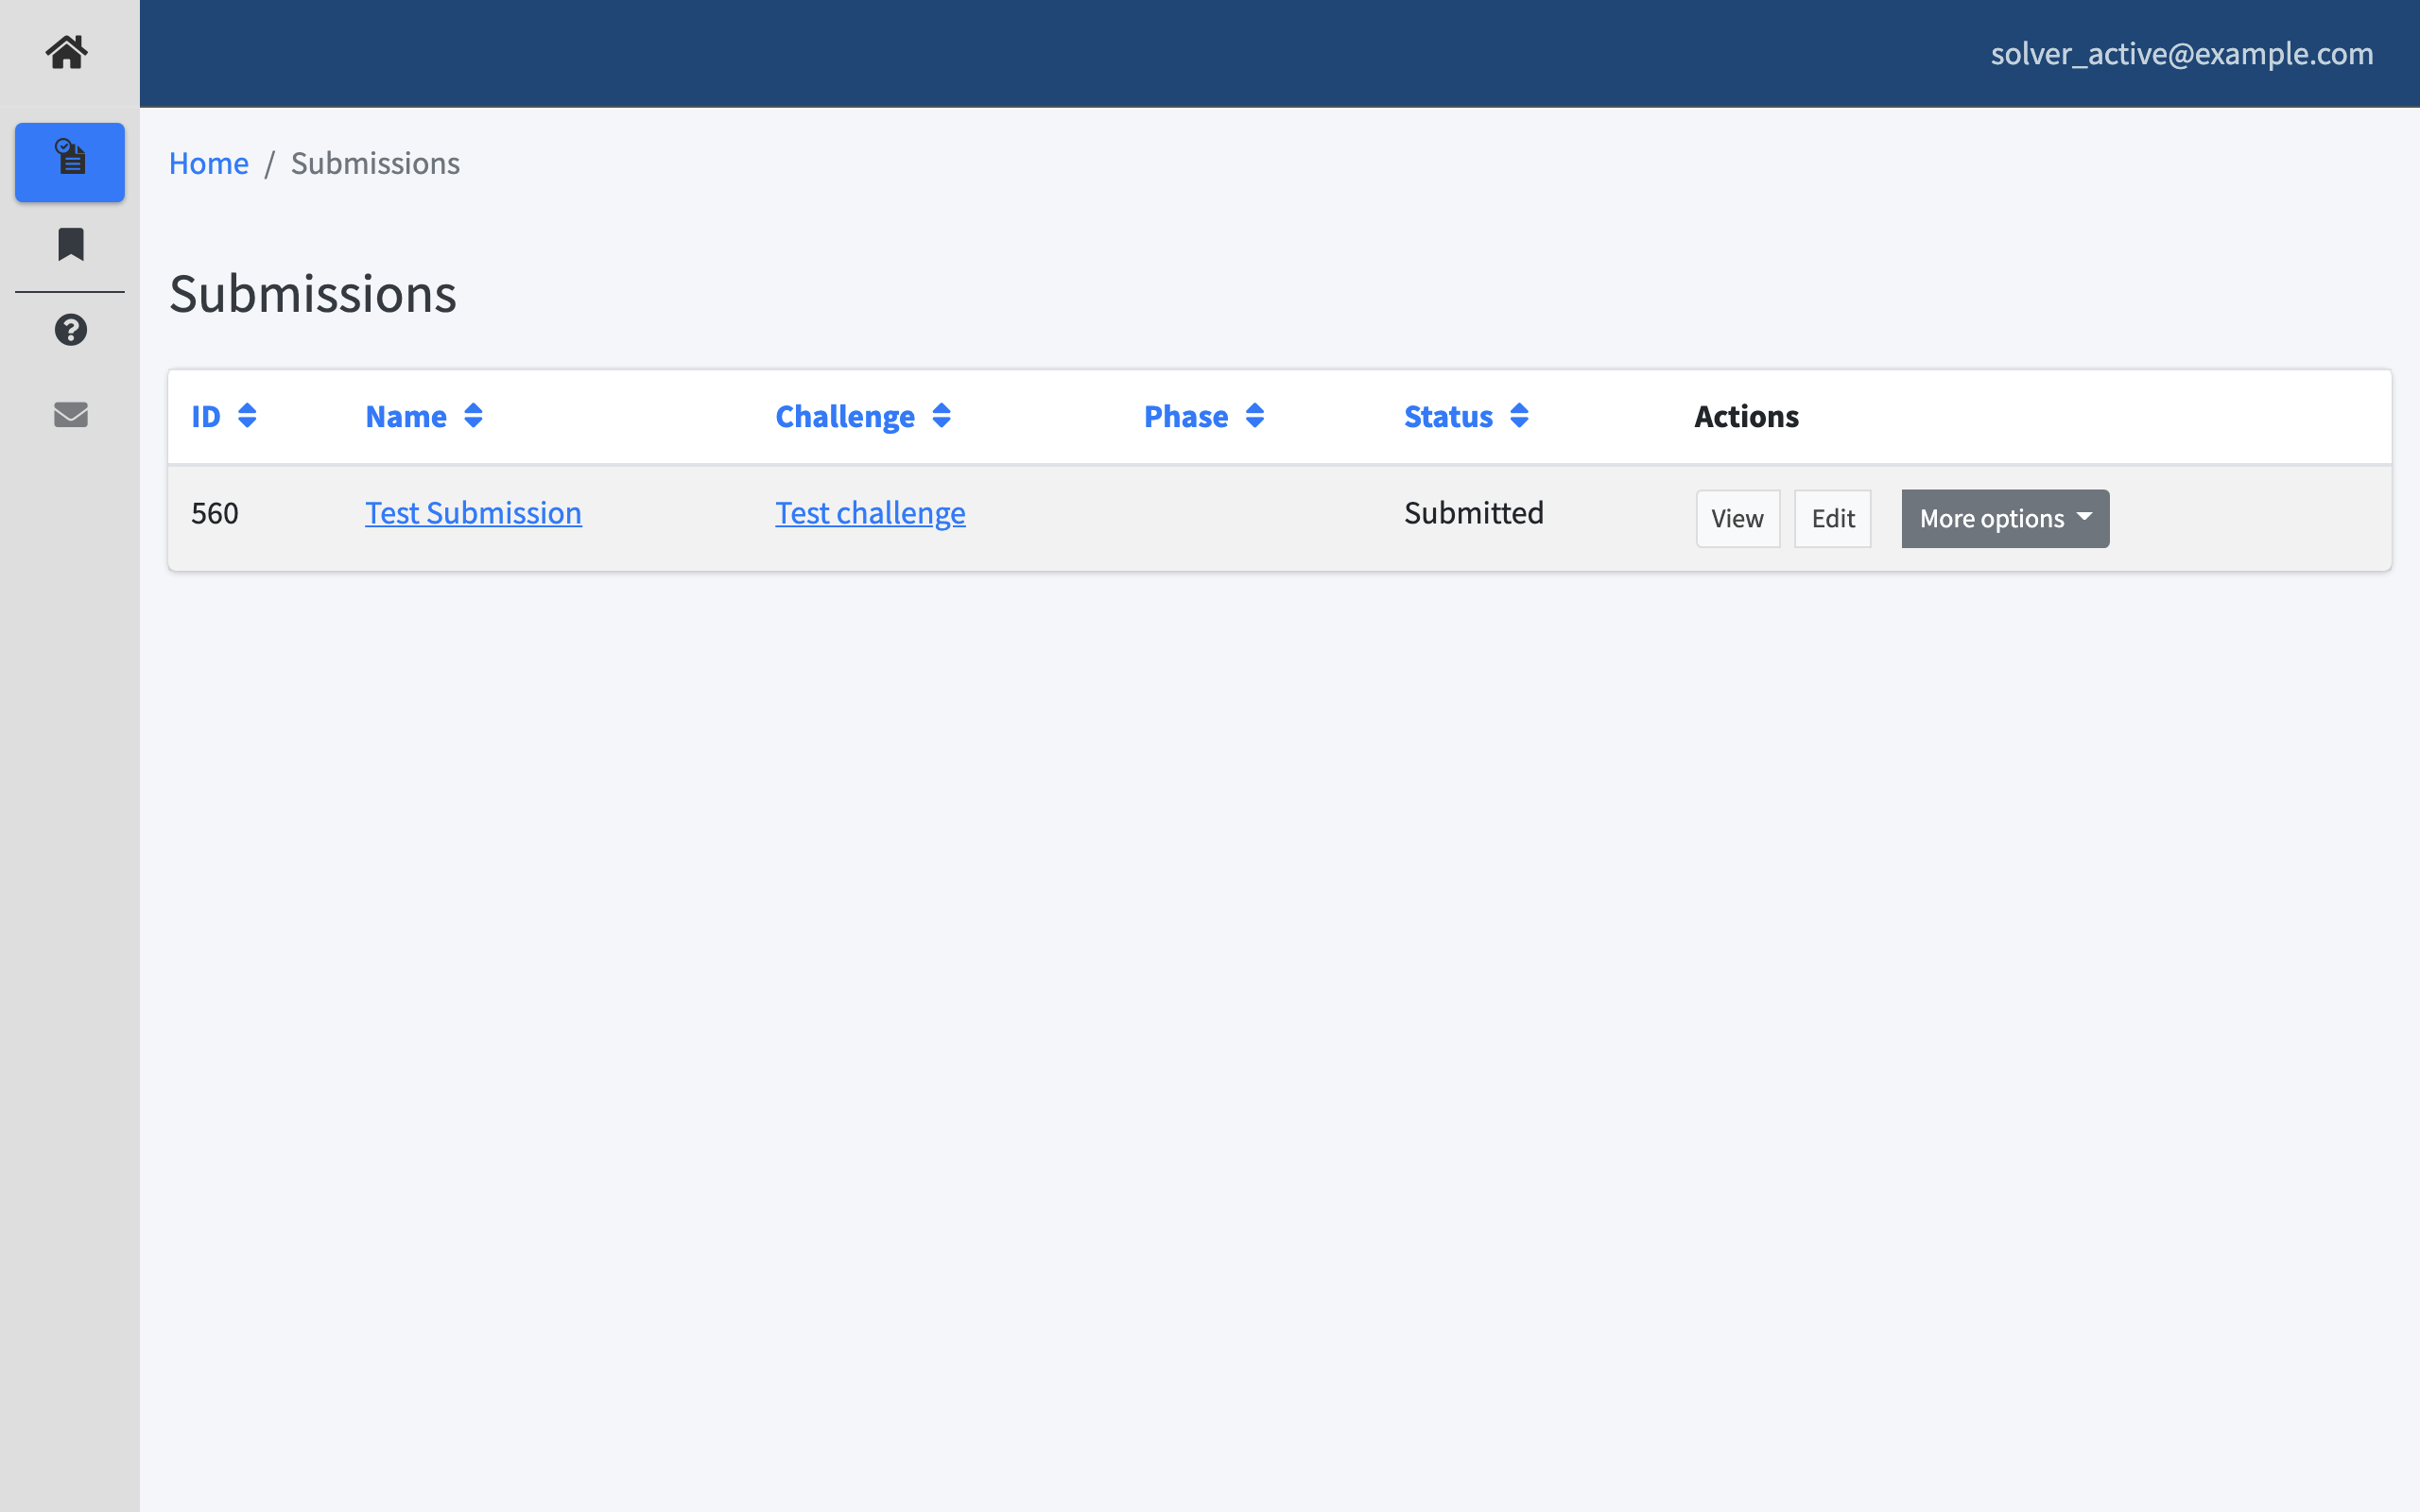 solver_active@example.com
Home / Submissions
Submissions
ID Name Challenge Phase Status Actions
560 Test Submission Test challenge Submitted View Edit More options